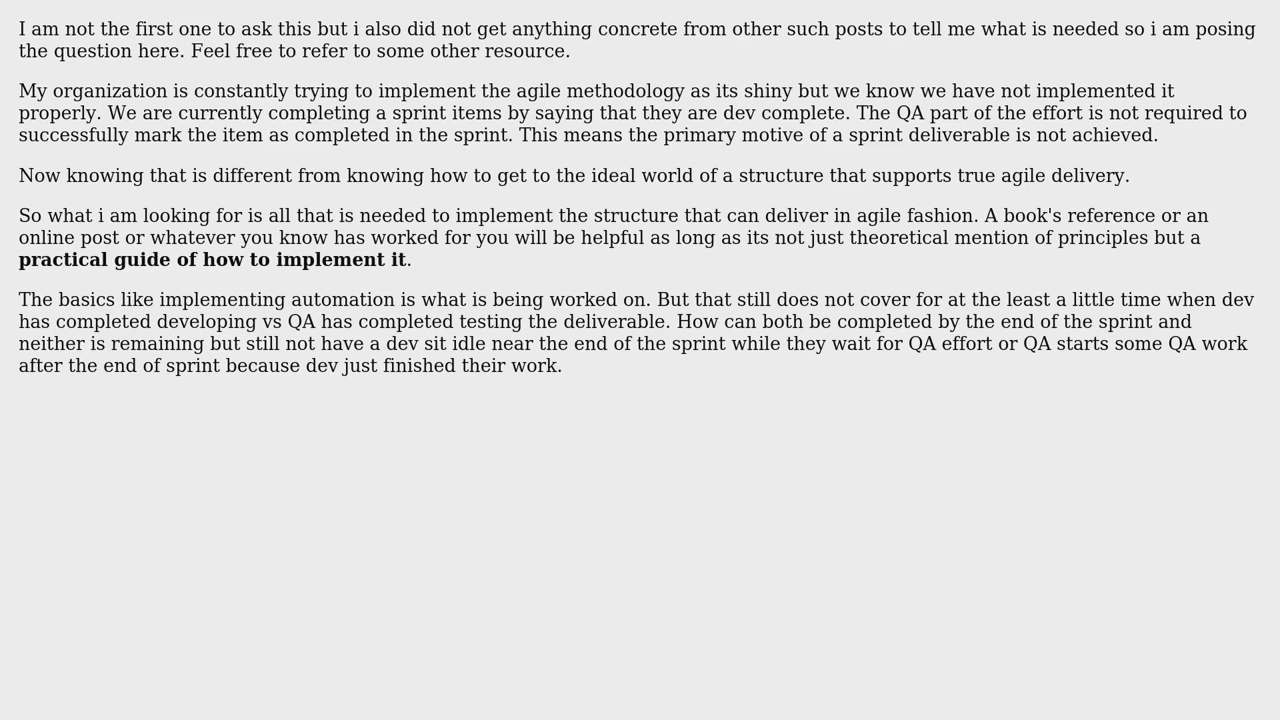 I am not the first one to ask this but i also did not get anything concrete from other such posts to tell me what is needed so i am posing
the question here. Feel free to refer to some other resource.
My organization is constantly trying to implement the agile methodology as its shiny but we know we have not implemented it
properly. We are currently completing a sprint items by saying that they are dev complete. The QA part of the effort is not required to
successfully mark the item as completed in the sprint. This means the primary motive of a sprint deliverable is not achieved.
Now knowing that is different from knowing how to get to the ideal world of a structure that supports true agile delivery.
So what i am looking for is all that is needed to implement the structure that can deliver in agile fashion. A book's reference or an
online post or whatever you know has worked for you will be helpful as long as its not just theoretical mention of principles but a
practical guide of how to implement it.
The basics like implementing automation is what is being worked on. But that still does not cover for at the least a little time when dev
has completed developing vs QA has completed testing the deliverable. How can both be completed by the end of the sprint and
neither is remaining but still not have a dev sit idle near the end of the sprint while they wait for QA effort or QA starts some QA work
after the end of sprint because dev just finished their work.